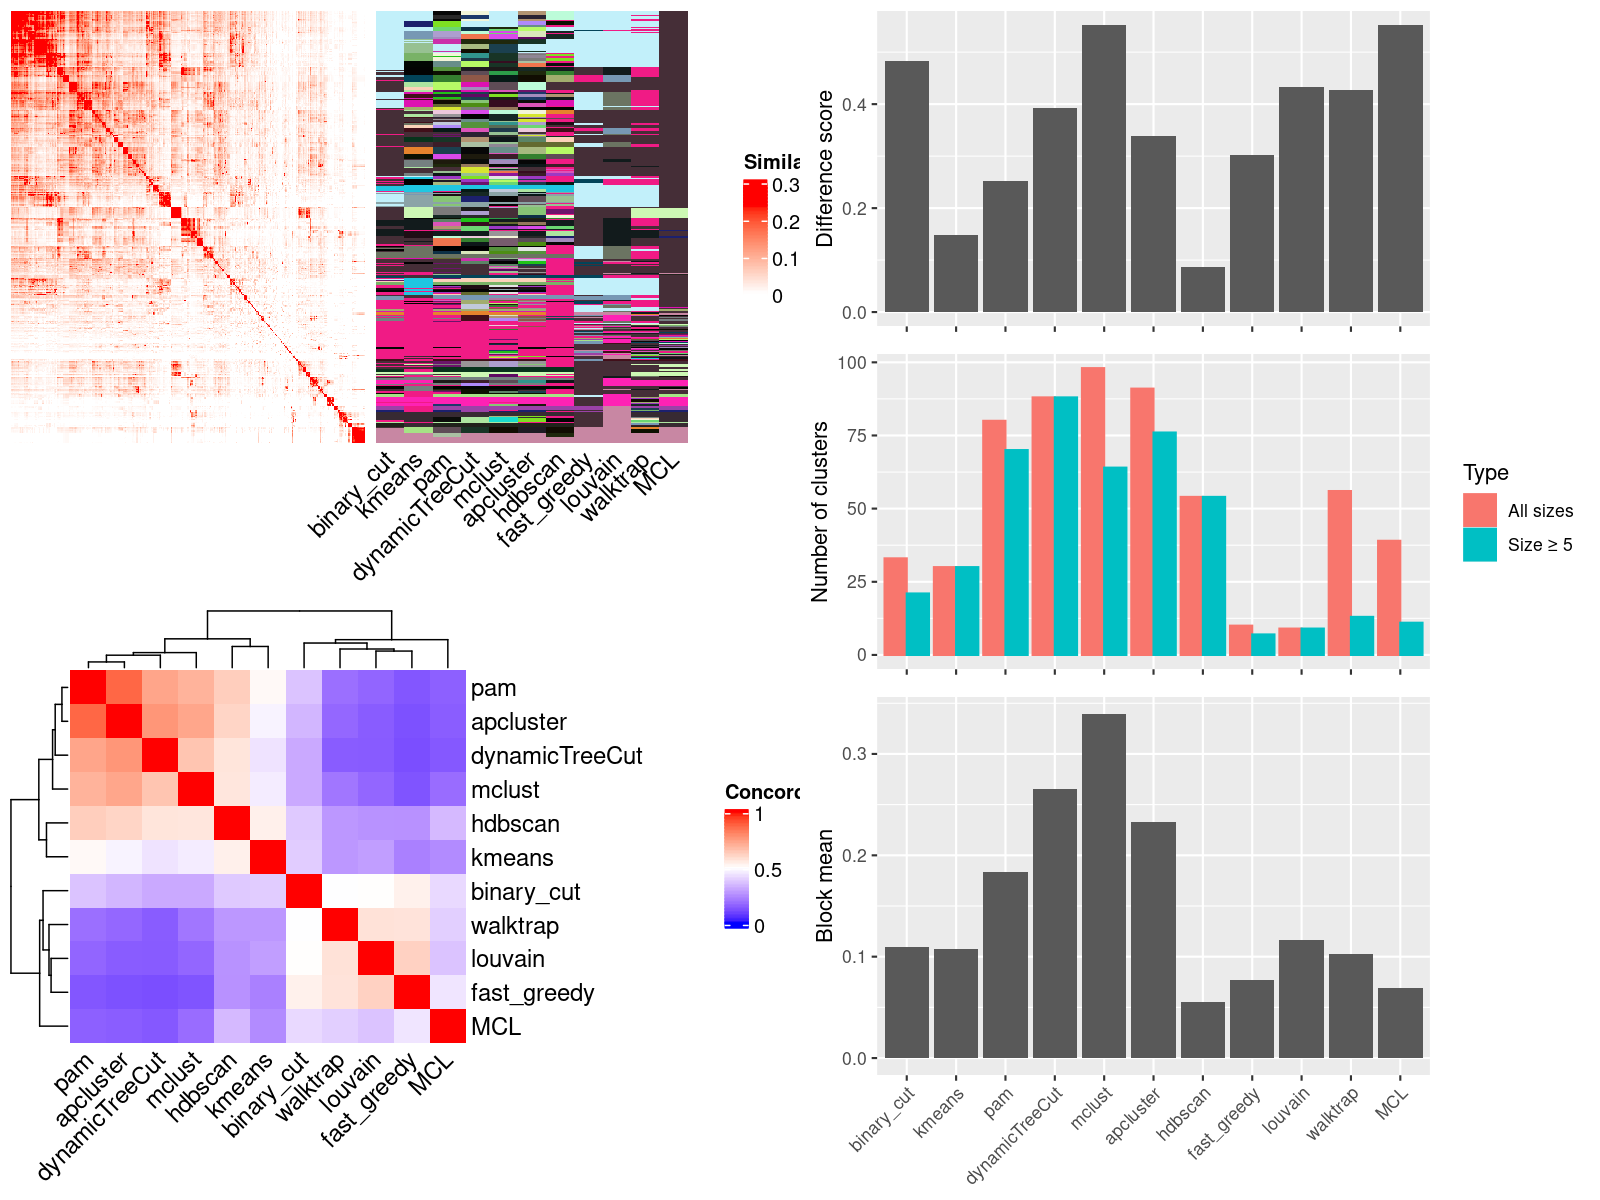 Simila
0.3
0.2
0.1
0
binary_cut
kmeans
pam
dynamicTreeCut
mclust
apcluster
hdbscan
fast_greedy
louvain
walktrap
MCL
pam
apcluster
dynamicTreeCut
mclust
hdbscan
kmeans
binary_cut
walktrap
louvain
fast_greedy
MCL
Concord
1
0.5
0
pam
apcluster
dynamicTreeCut
mclust
hdbscan
kmeans
binary_cut
walktrap
louvain
fast_greedy
MCL
Difference score
0.4
0.2
0.0
Number of clusters
100
75
50
25
0
Type
All sizes
Size ≥ 5
Block mean
0.3
0.2
0.1
0.0
binary_cut
kmeans
pam
dynamicTreeCut
mclust
apcluster
hdbscan
fast_greedy
louvain
walktrap
MCL